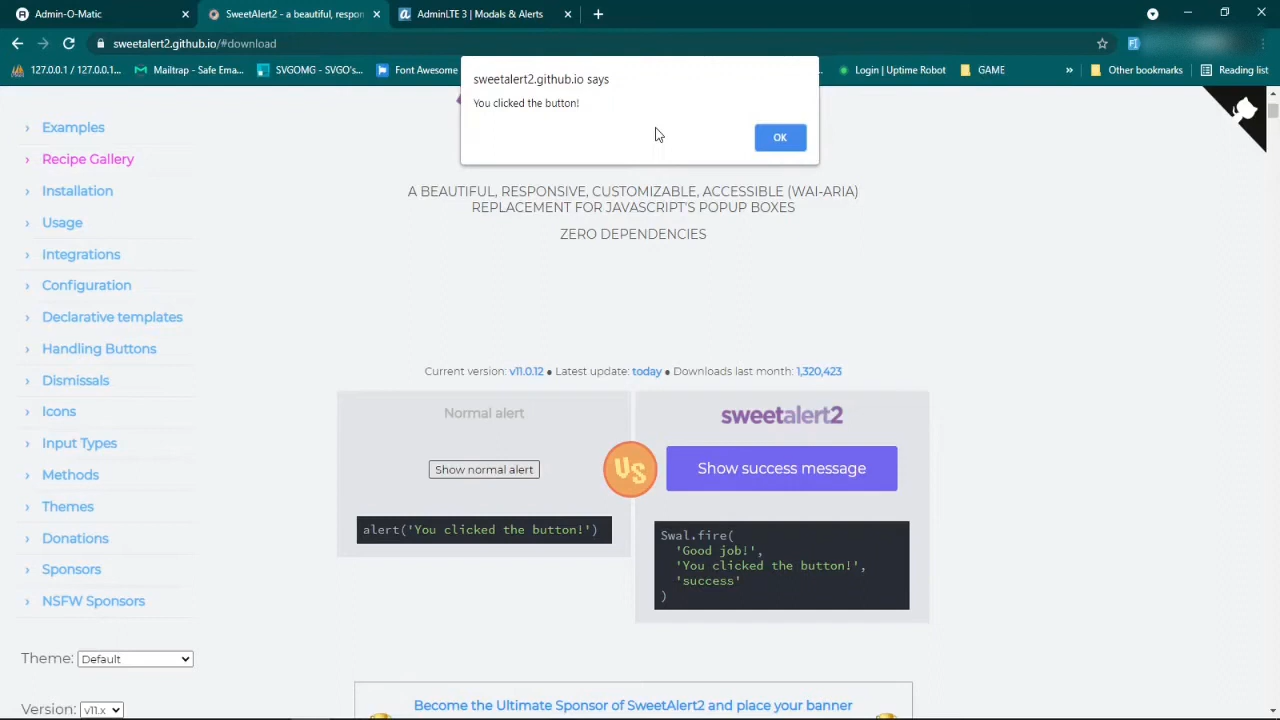 Admin-O-Matic
SweetAlert2 - a beautiful, respon
AdminLTE 3 | Modals & Alerts
sweetalert2.github.io/#download
127.0.0.1 / 127.0.0.1...
Mailtrap - Safe Ema...
SVGOMG - SVGO's...
Font Awesome
Login | Uptime Robot
GAME
Other bookmarks
Reading list
sweetalert2.github.io says
You clicked the button!
OK
Examples
Recipe Gallery
Installation
Usage
Integrations
Configuration
Declarative templates
Handling Buttons
Dismissals
Icons
Input Types
Methods
Themes
Donations
Sponsors
NSFW Sponsors
Theme: Default
Version: v11.x
A BEAUTIFUL, RESPONSIVE, CUSTOMIZABLE, ACCESSIBLE (WAI-ARIA)
REPLACEMENT FOR JAVASCRIPT'S POPUP BOXES
ZERO DEPENDENCIES
Current version: v11.0.12 ● Latest update: today ● Downloads last month: 1,320,423
Normal alert
Show normal alert
alert('You clicked the button!')
VS
sweetalert2
Show success message
Swal.fire(
'Good job!',
'You clicked the button!',
'success'
)
Become the Ultimate Sponsor of SweetAlert2 and place your banner